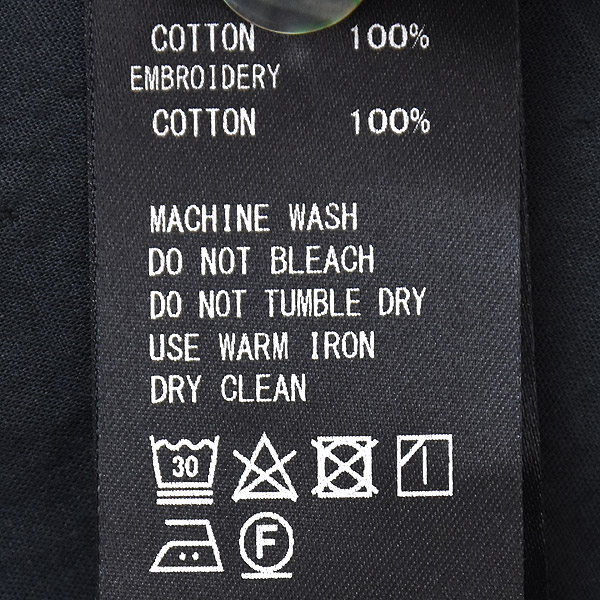 COTTON 100%
EMBROIDERY
COTTON 100%
MACHINE WASH
DO NOT BLEACH
DO NOT TUMBLE DRY
USE WARM IRON
DRY CLEAN
30
F